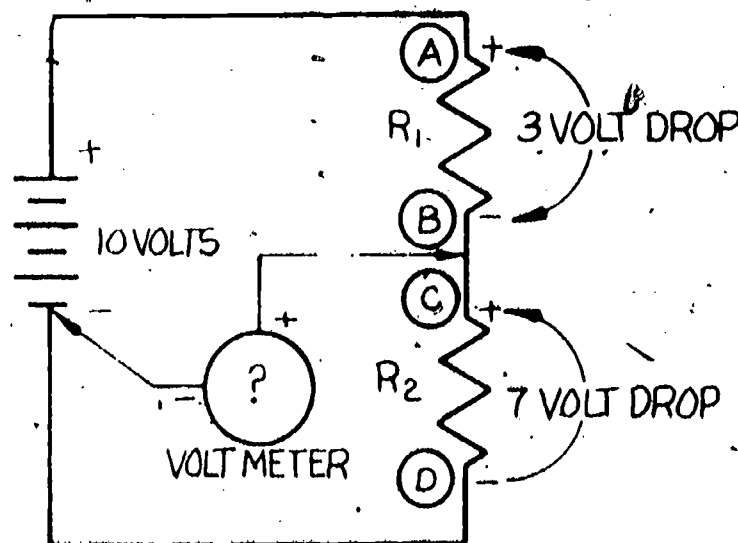 A
+
R1
3 VOLT DROP
B
-
+
10 VOLTS
-
C
+
+
?
-
R2
7 VOLT DROP
VOLT METER
D
-